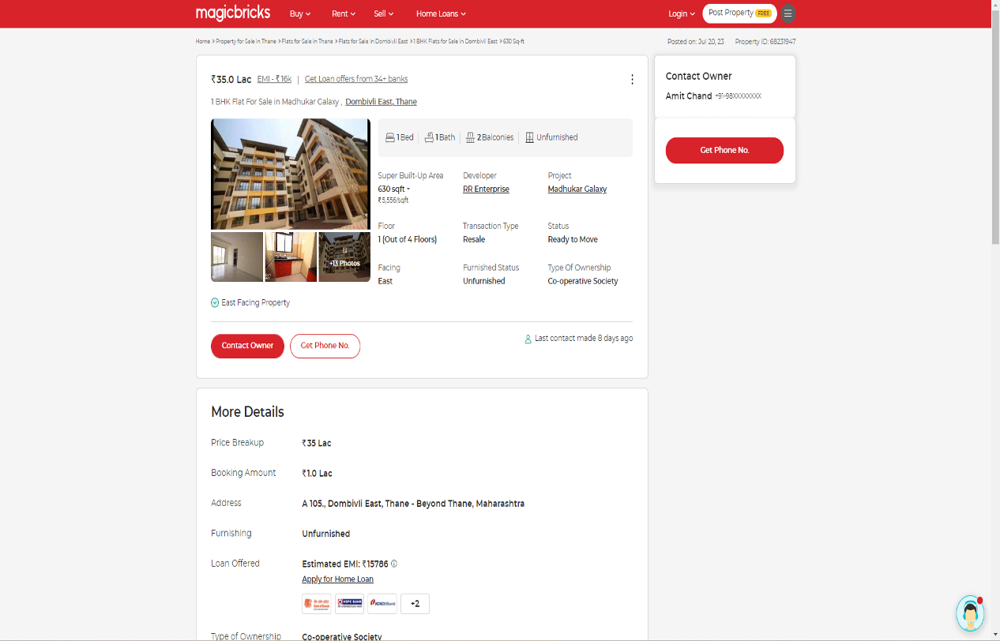 magicbricks
Buy
Rent
Sell
Home Loans
Login
Post Property FREE
Home > Property for Sale in Thane > Flats for Sale in Thane > Flats for Sale in Dombivli East > 1 BHK Flats for Sale in Dombivli East > 630 Sq-ft
Posted on: Jul 20, 23 Property ID: 68231947
₹35.0 Lac EMI - ₹16k | Get Loan offers from 34+ banks
1 BHK Flat For Sale in Madhukar Galaxy , Dombivli East, Thane
1 Bed 1 Bath 2 Balconies Unfurnished
Super Built-Up Area Developer Project
630 sqft RR Enterprise Madhukar Galaxy
₹5,556/sqft
Floor Transaction Type Status
1 (Out of 4 Floors) Resale Ready to Move
+13 Photos
Facing Furnished Status Type Of Ownership
East Unfurnished Co-operative Society
East Facing Property
Contact Owner Get Phone No.
Last contact made 8 days ago
Contact Owner
Amit Chand +91-98XXXXXXXX
Get Phone No.
More Details
Price Breakup ₹35 Lac
Booking Amount ₹1.0 Lac
Address A 105., Dombivli East, Thane - Beyond Thane, Maharashtra
Furnishing Unfurnished
Loan Offered Estimated EMI: ₹15786
Apply for Home Loan
HDFC BANK ICICI Bank +2
Type of Ownership Co-operative Society